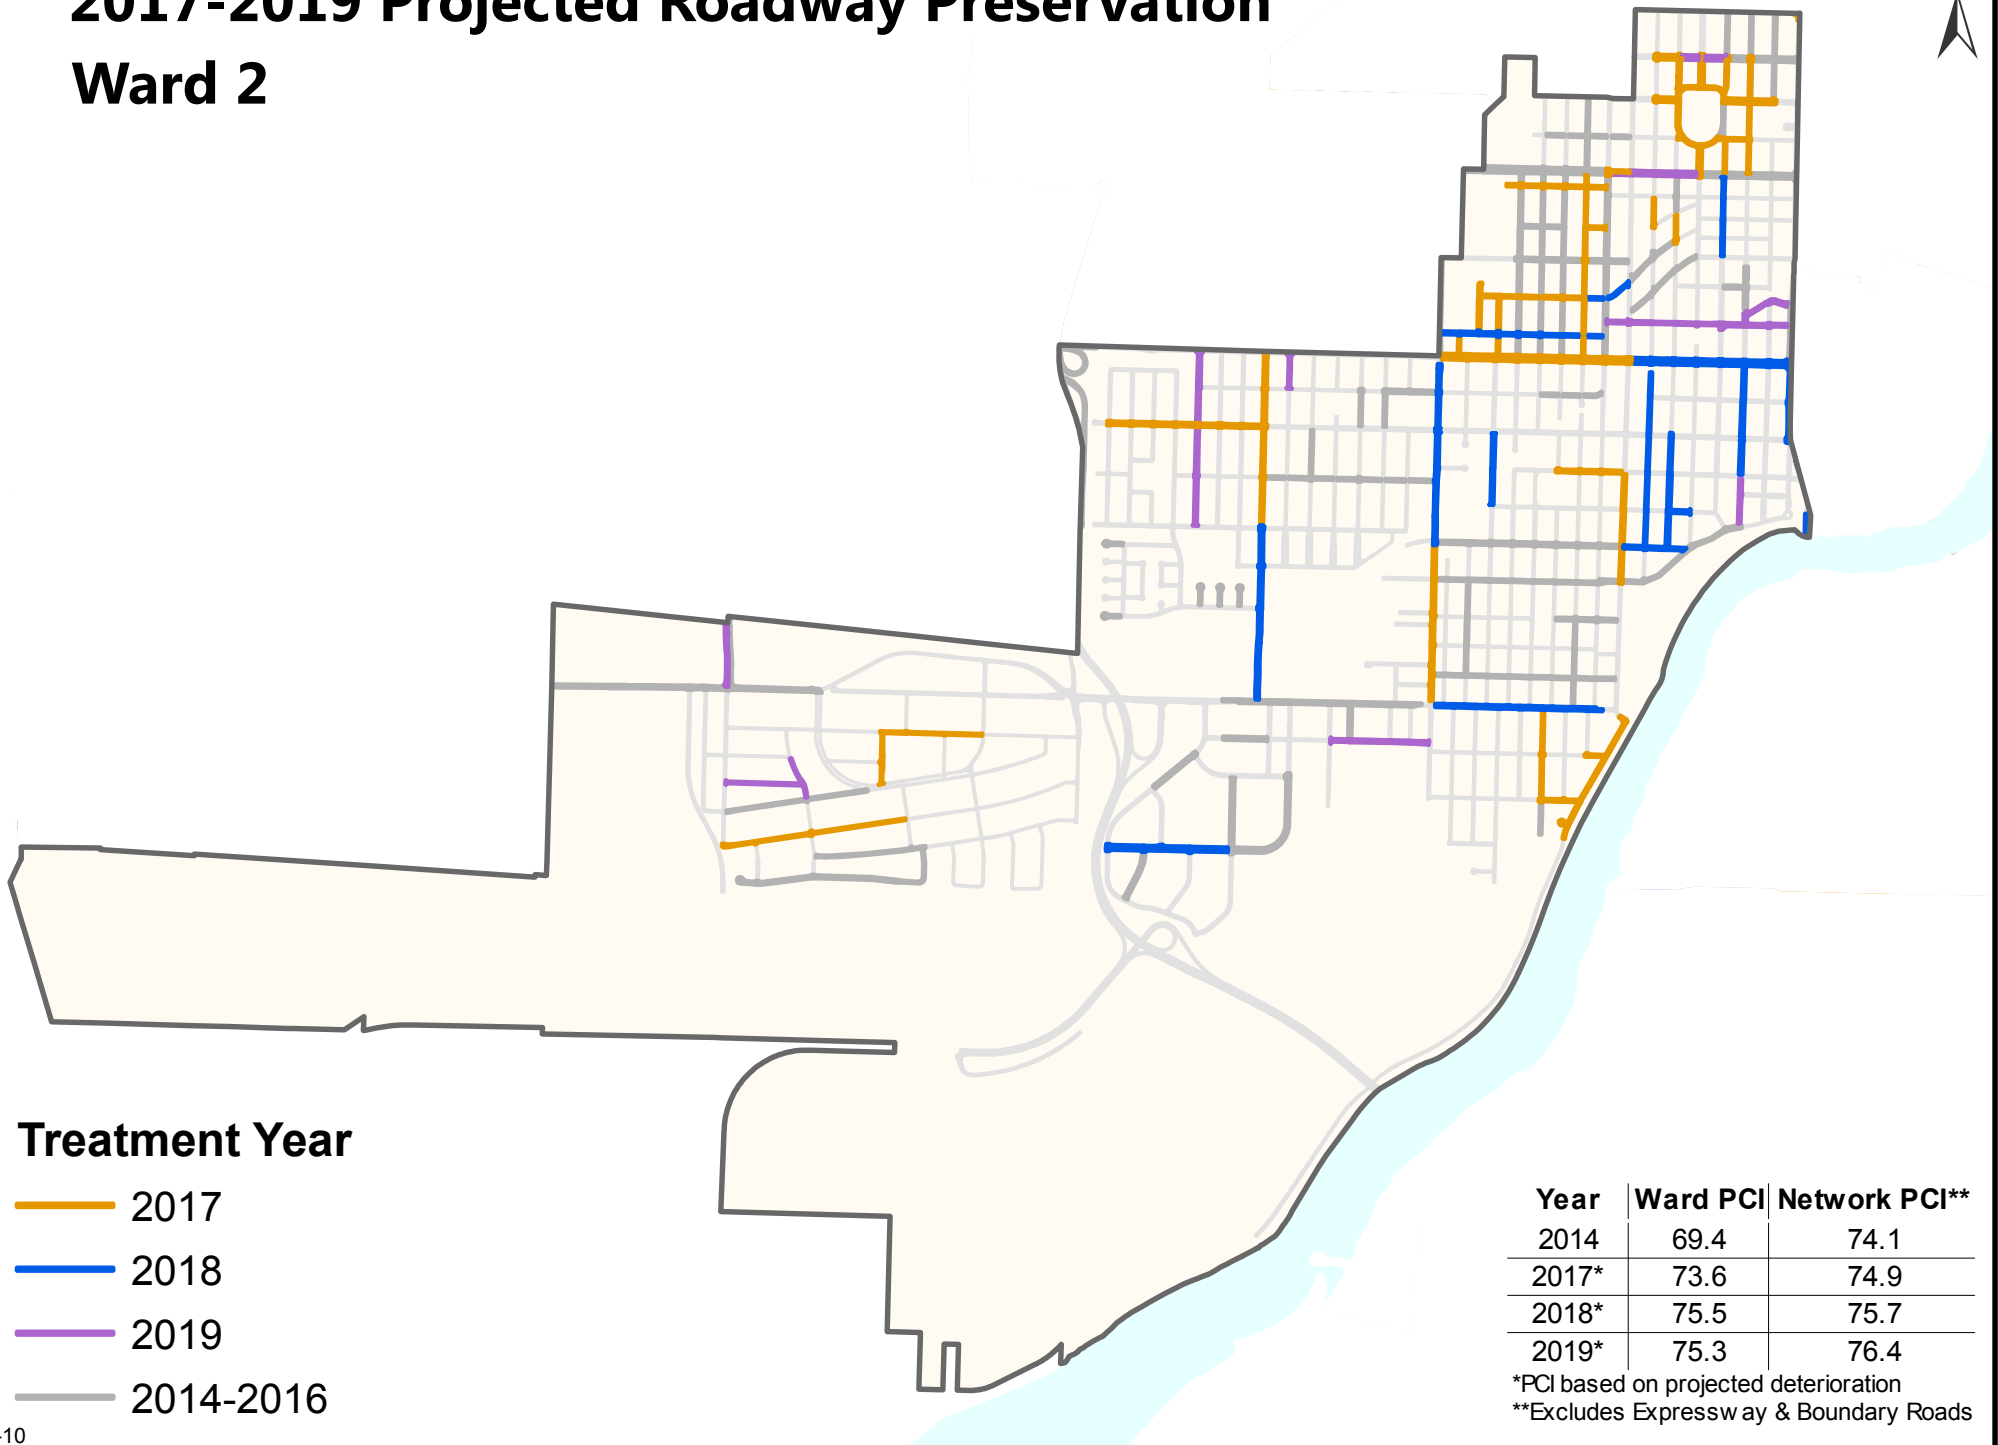 2017-2019 Projected Roadway Preservation
Ward 2
Treatment Year
2017
2018
2019
2014-2016
-10
Year Ward PCI Network PCI**
2014 69.4 74.1
2017* 73.6 74.9
2018* 75.5 75.7
2019* 75.3 76.4
*PCI based on projected deterioration
**Excludes Expressway & Boundary Roads